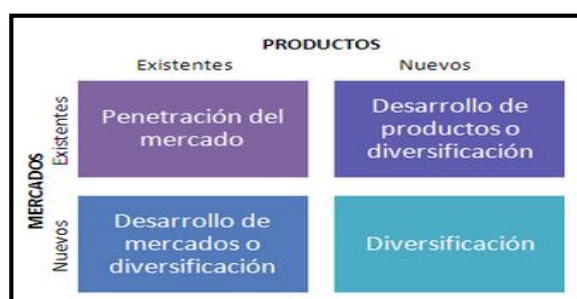 PRODUCTOS
Existentes
Nuevos
MERCADOS
Existentes
Penetración del
mercado
Desarrollo de
productos o
diversificación
Nuevos
Desarrollo de
mercados o
diversificación
Diversificación